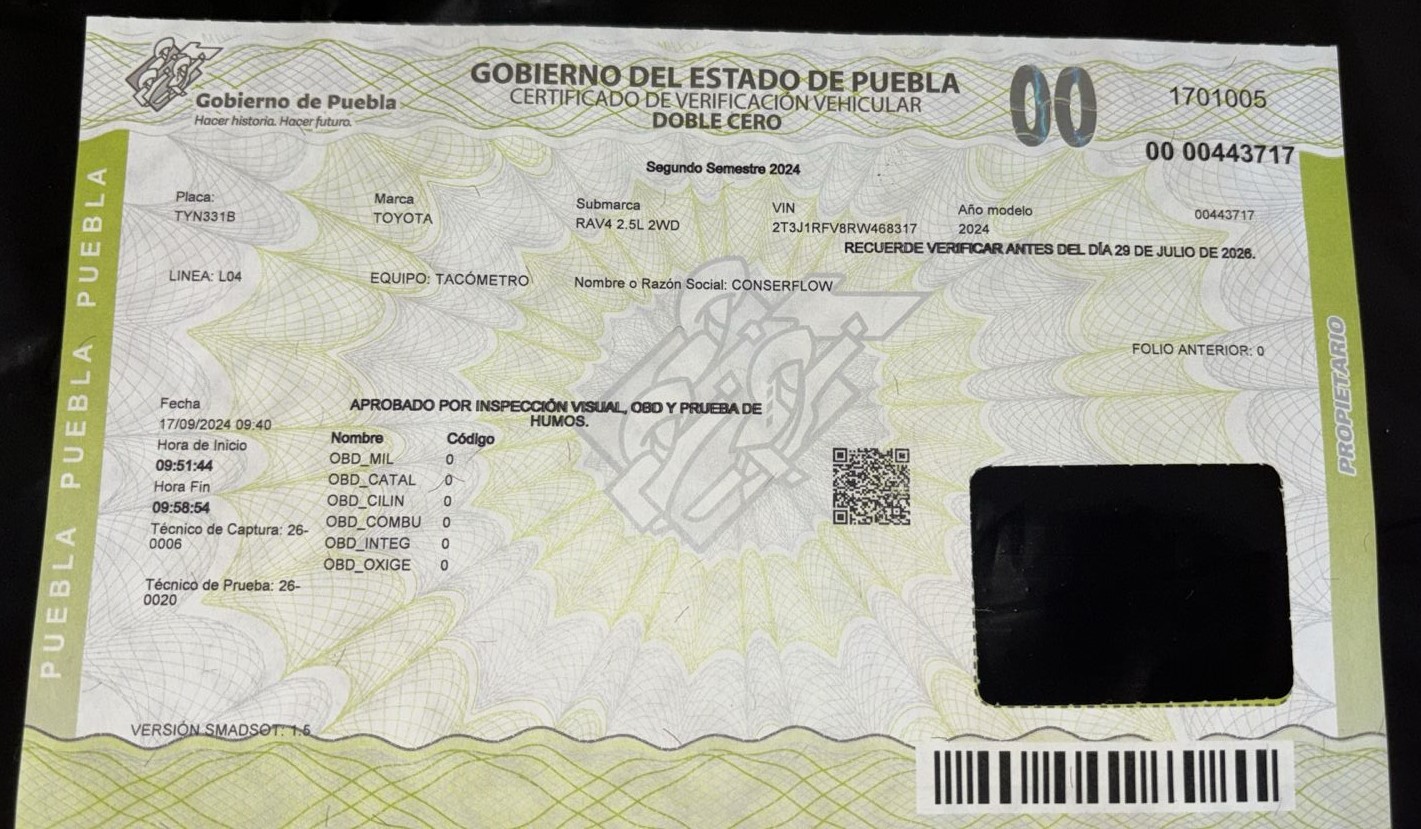 Gobierno de Puebla
Hacer historia. Hacer futuro.
GOBIERNO DEL ESTADO DE PUEBLA
CERTIFICADO DE VERIFICACIÓN VEHICULAR
DOBLE CERO
00
1701005
00 00443717
Segundo Semestre 2024
Placa:
TYN331B
Marca
TOYOTA
Submarca
RAV4 2.5L 2WD
VIN
2T3J1RFV8RW468317
Año modelo
2024
00443717
RECUERDE VERIFICAR ANTES DEL DÍA 29 DE JULIO DE 2026.
LINEA: L04
EQUIPO: TACÓMETRO
Nombre o Razón Social: CONSERFLOW
FOLIO ANTERIOR: 0
Fecha
17/09/2024 09:40
Hora de Inicio
09:51:44
Hora Fin
09:58:54
Técnico de Captura: 26-
0006
Técnico de Prueba: 26-
0020
APROBADO POR INSPECCIÓN VISUAL, OBD Y PRUEBA DE
HUMOS.
Nombre Código
OBD_MIL 0
OBD_CATAL 0
OBD_CILIN 0
OBD_COMBU 0
OBD_INTEG 0
OBD_OXIGE 0
VERSIÓN SMADSOT: 1.5
PUEBLA PUEBLA PUEBLA
PROPIETARIO